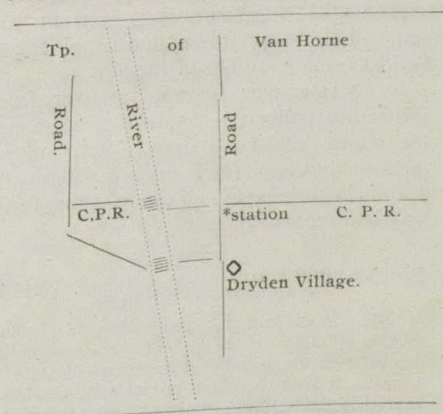 Tp. of Van Horne
Road.
River
Road
C.P.R.
*station C. P. R.
Dryden Village.